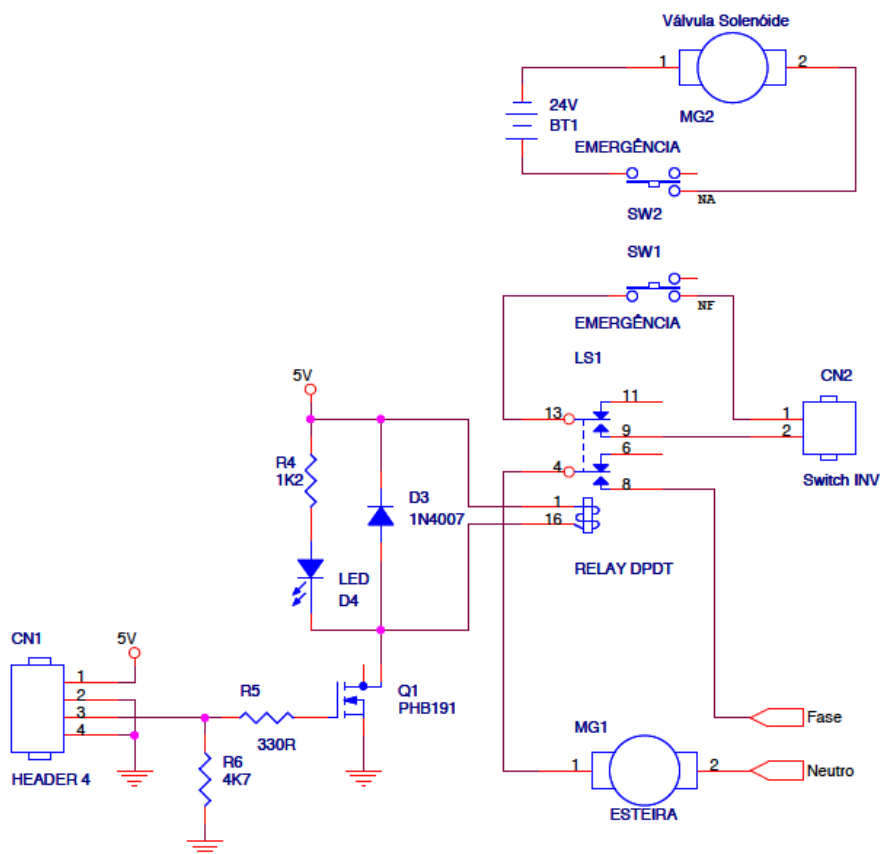 Válvula Solenóide
1
2
24V
BT1
MG2
EMERGÊNCIA
NA
SW2
SW1
NF
EMERGÊNCIA
LS1
CN2
5V
11
13
1
9
2
R4
1K2
4
6
Switch INV
8
D3
1N4007
1
16
RELAY DPDT
LED
D4
CN1
5V
1
2
3
4
R5
Q1
PHB191
330R
Fase
MG1
HEADER 4
R6
4K7
1
2
Neutro
ESTEIRA